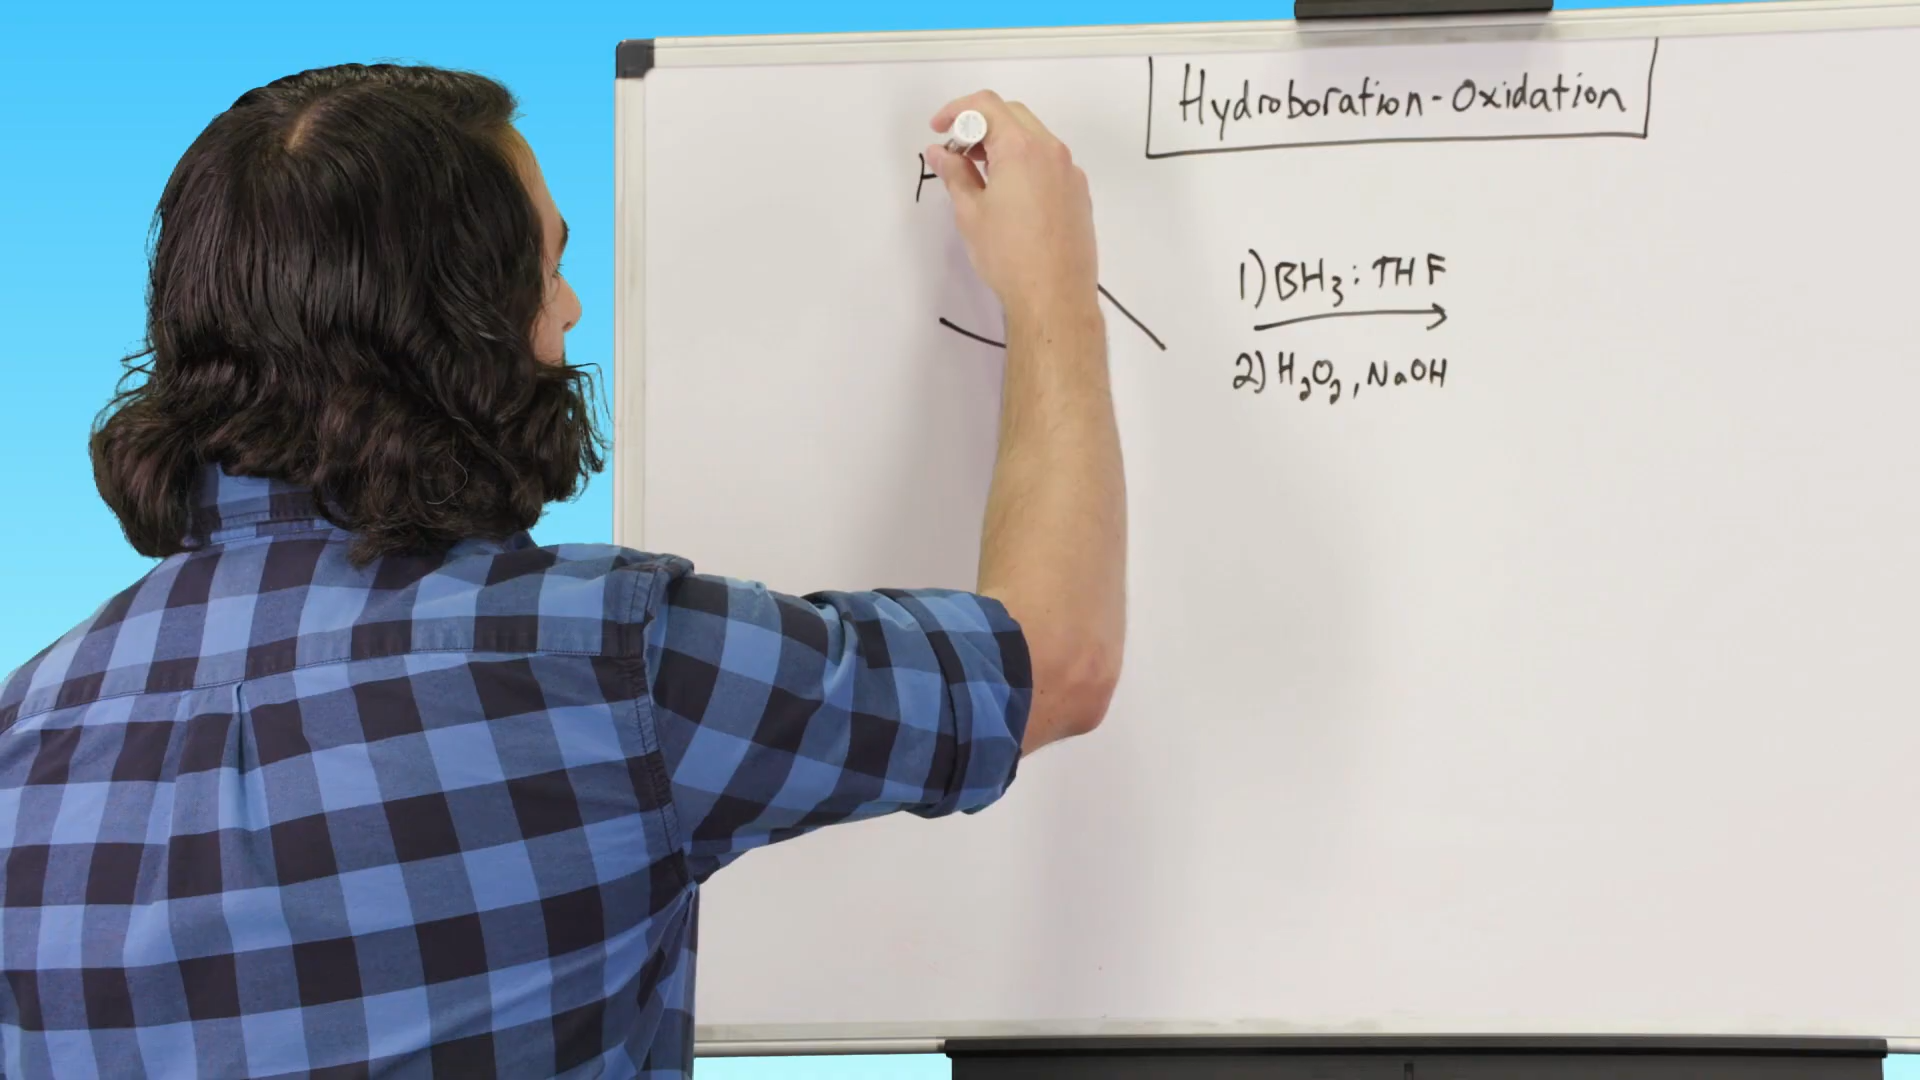 Hydroboration-Oxidation
1) BH₃:THF
2) H₂O₂, NaOH